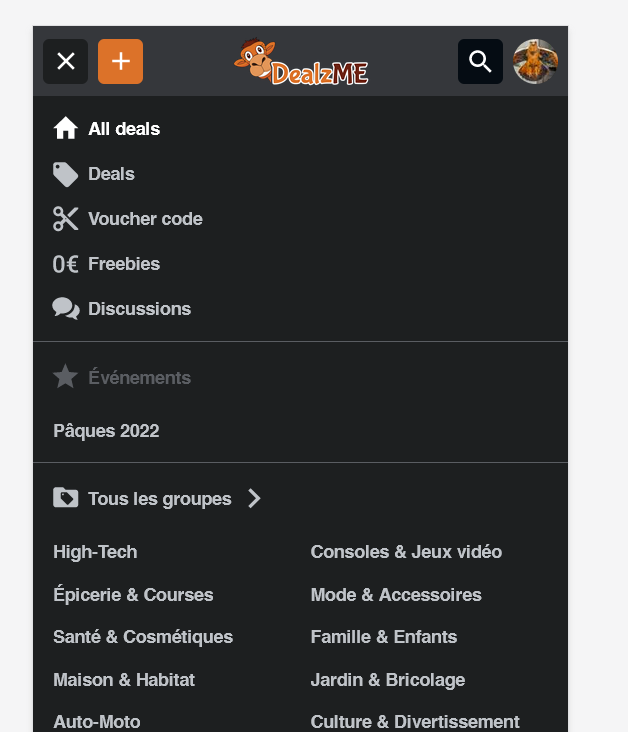 DealzME
All deals
Deals
Voucher code
0€ Freebies
Discussions
Événements
Pâques 2022
Tous les groupes
High-Tech
Consoles & Jeux vidéo
Épicerie & Courses
Mode & Accessoires
Santé & Cosmétiques
Famille & Enfants
Maison & Habitat
Jardin & Bricolage
Auto-Moto
Culture & Divertissement